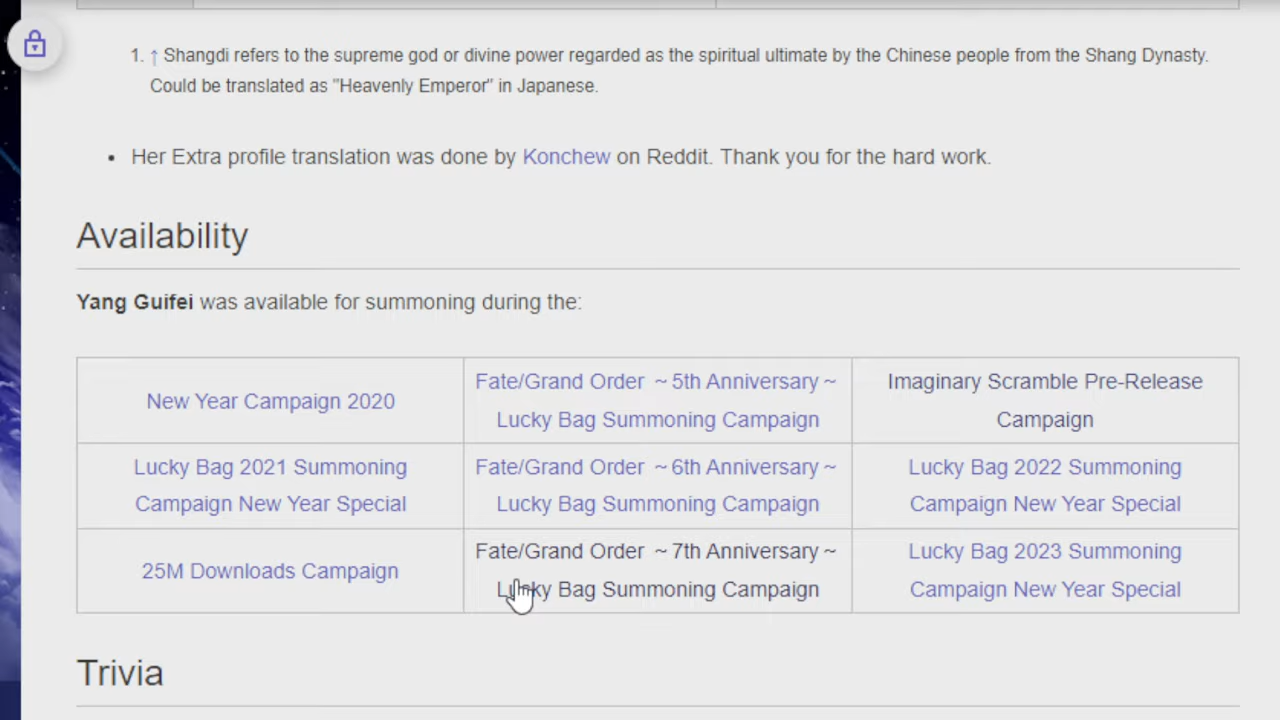 1. ↑ Shangdi refers to the supreme god or divine power regarded as the spiritual ultimate by the Chinese people from the Shang Dynasty.
Could be translated as "Heavenly Emperor" in Japanese.
• Her Extra profile translation was done by Konchew on Reddit. Thank you for the hard work.
Availability
Yang Guifei was available for summoning during the:
New Year Campaign 2020
Fate/Grand Order ~ 5th Anniversary ~
Lucky Bag Summoning Campaign
Imaginary Scramble Pre-Release
Campaign
Lucky Bag 2021 Summoning
Campaign New Year Special
Fate/Grand Order ~ 6th Anniversary ~
Lucky Bag Summoning Campaign
Lucky Bag 2022 Summoning
Campaign New Year Special
25M Downloads Campaign
Fate/Grand Order ~ 7th Anniversary ~
Lucky Bag Summoning Campaign
Lucky Bag 2023 Summoning
Campaign New Year Special
Trivia